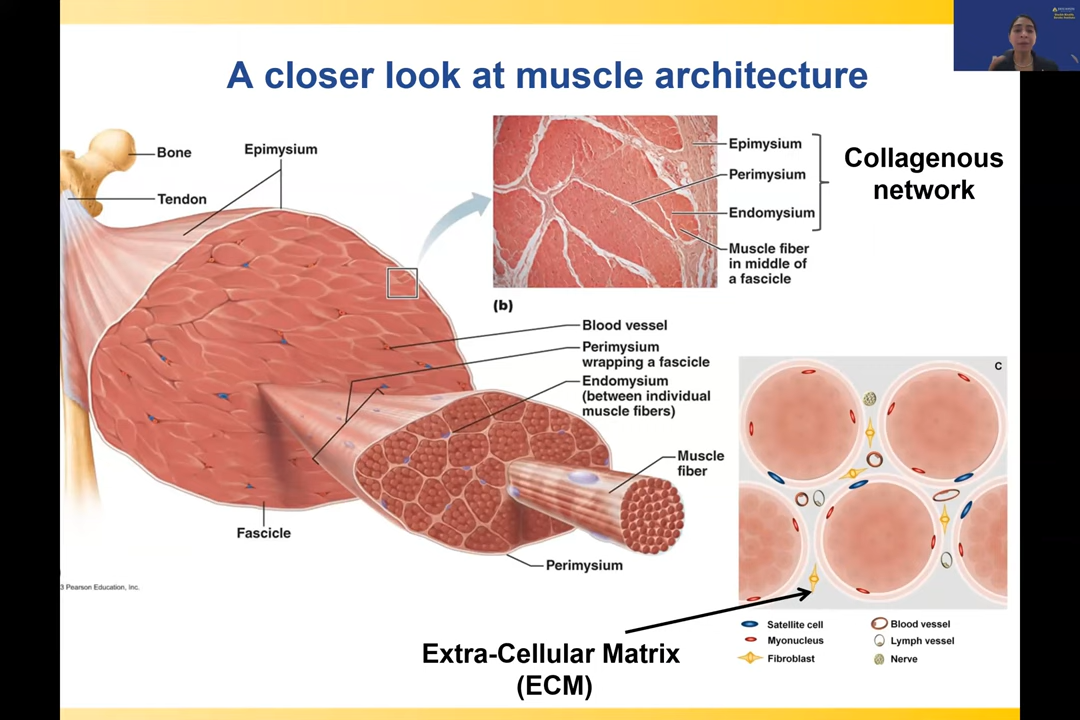 A closer look at muscle architecture
Bone
Epimysium
Tendon
Epimysium
Perimysium
Endomysium
Muscle fiber
in middle of
a fascicle
Collagenous
network
(b)
Blood vessel
Perimysium
wrapping a fascicle
Endomysium
(between individual
muscle fibers)
Muscle
fiber
Fascicle
Perimysium
3 Pearson Education, Inc.
C
Extra-Cellular Matrix
(ECM)
Satellite cell
Myonucleus
Fibroblast
Blood vessel
Lymph vessel
Nerve